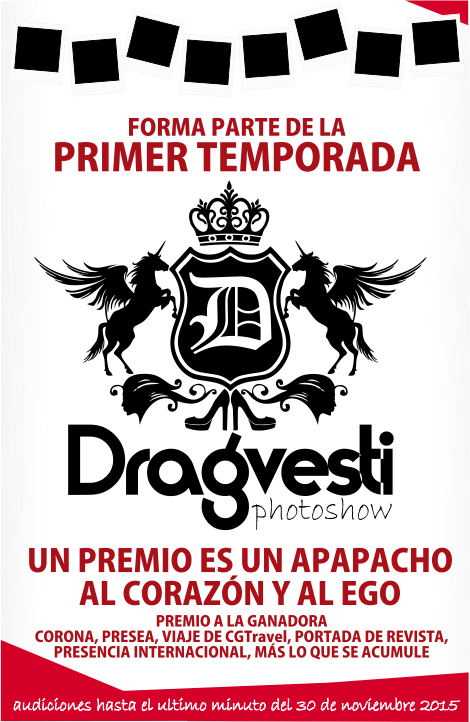 FORMA PARTE DE LA
PRIMER TEMPORADA
D
Dragvesti
photoshow
UN PREMIO ES UN APAPACHO
AL CORAZÓN Y AL EGO
PREMIO A LA GANADORA
CORONA, PRESEA, VIAJE DE CGTravel, PORTADA DE REVISTA,
PRESENCIA INTERNACIONAL, MÁS LO QUE SE ACUMULE
audiciones hasta el ultimo minuto del 30 de noviembre 2015